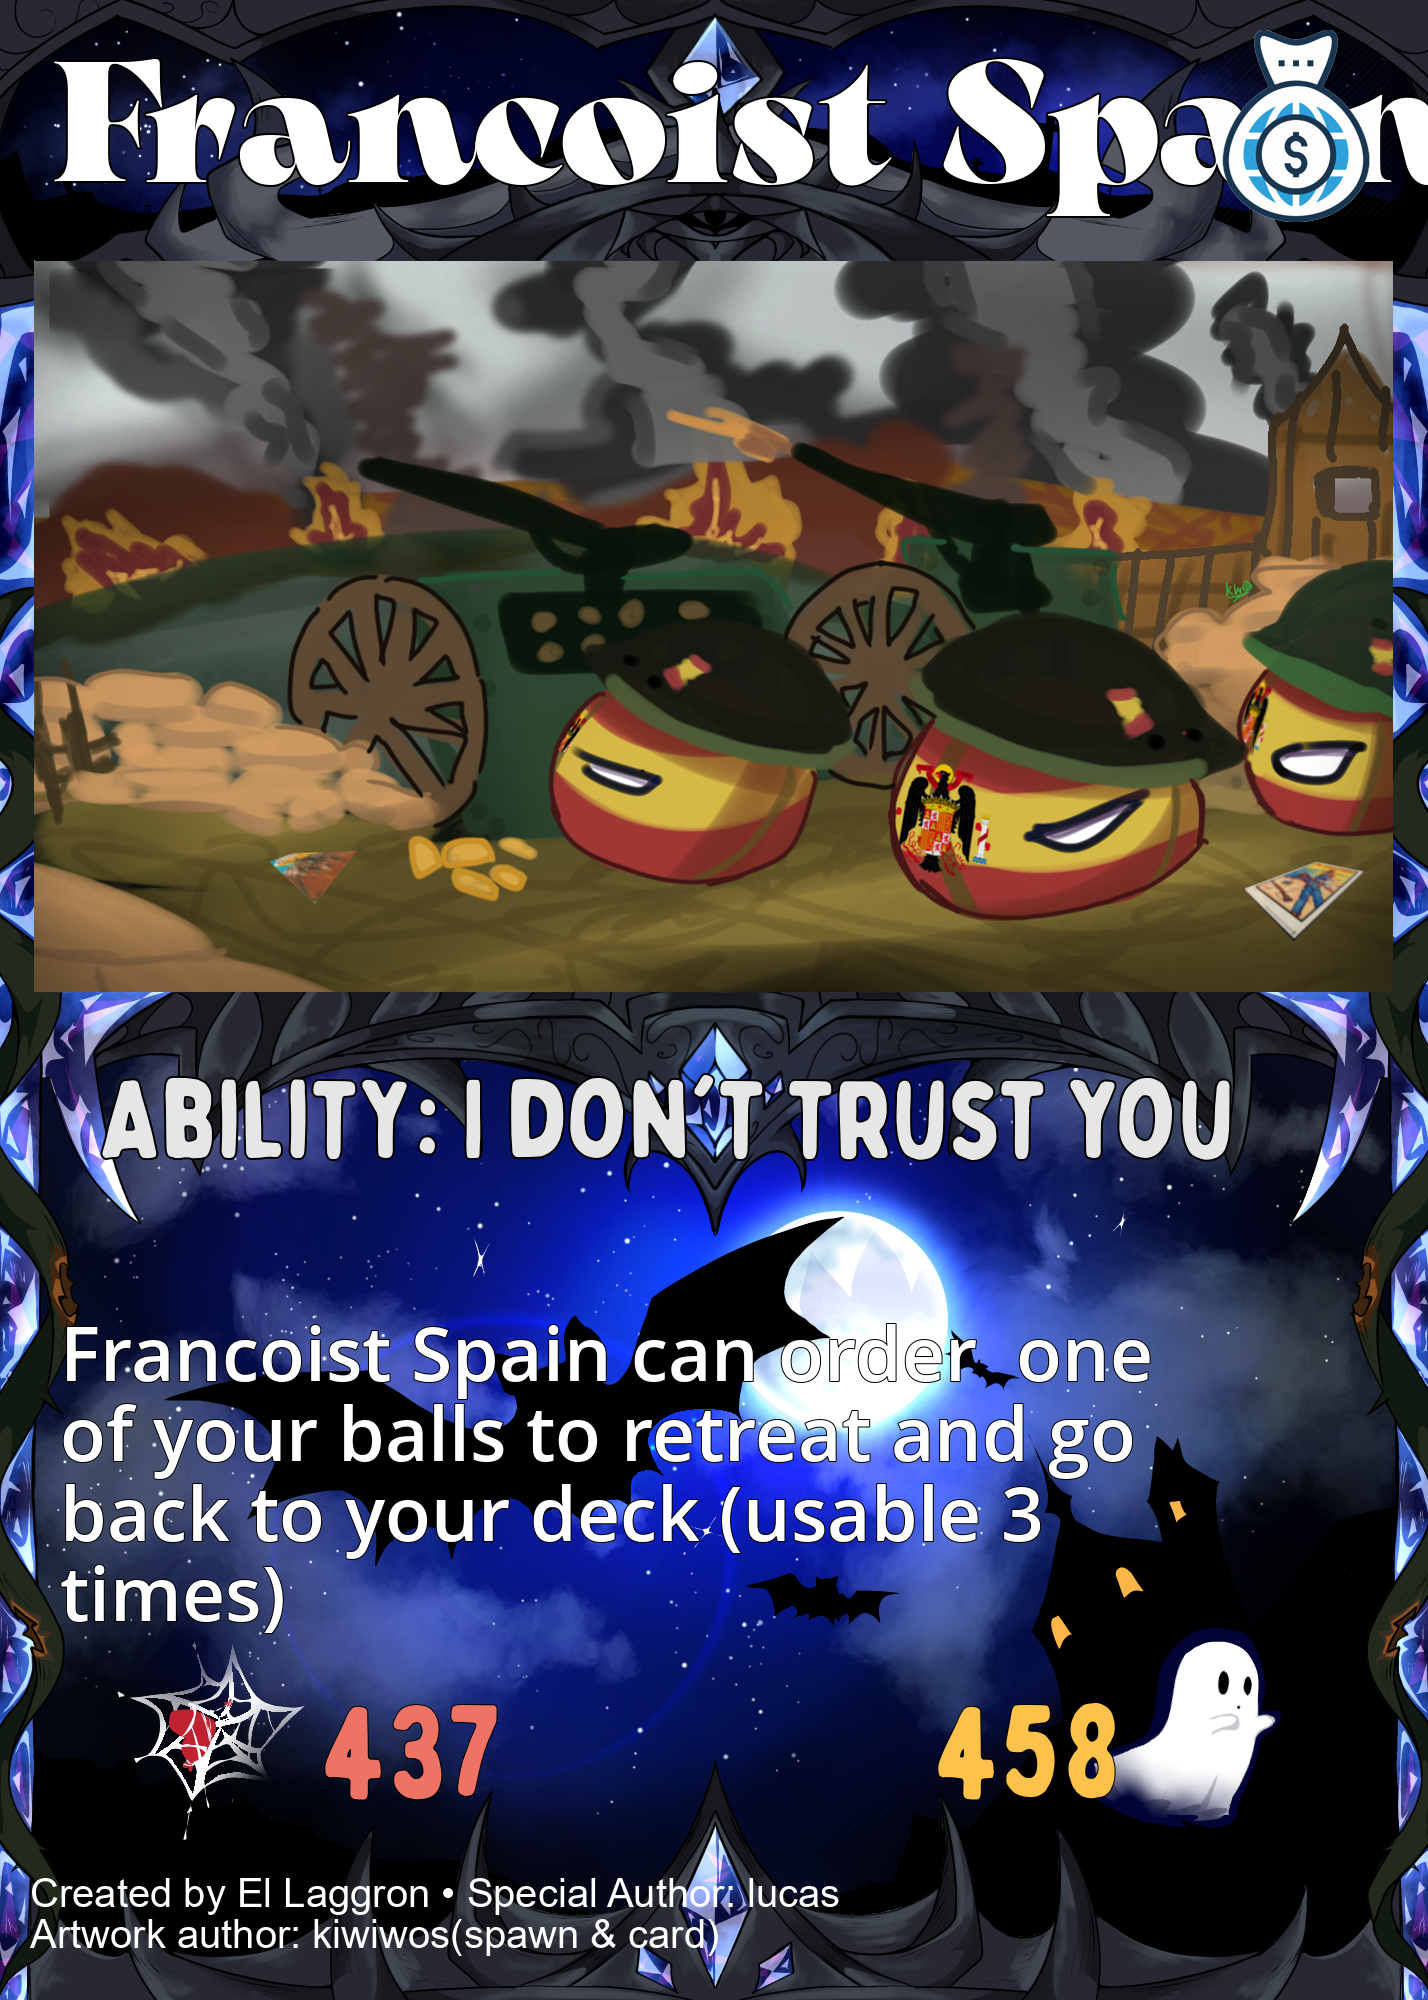 Francoist Spain
$
kwo
ABILITY: I DON´T TRUST YOU
Francoist Spain can order one
of your balls to retreat and go
back to your deck (usable 3
times)
437
458
Created by El Laggron • Special Author: lucas
Artwork author: kiwiwos(spawn & card)